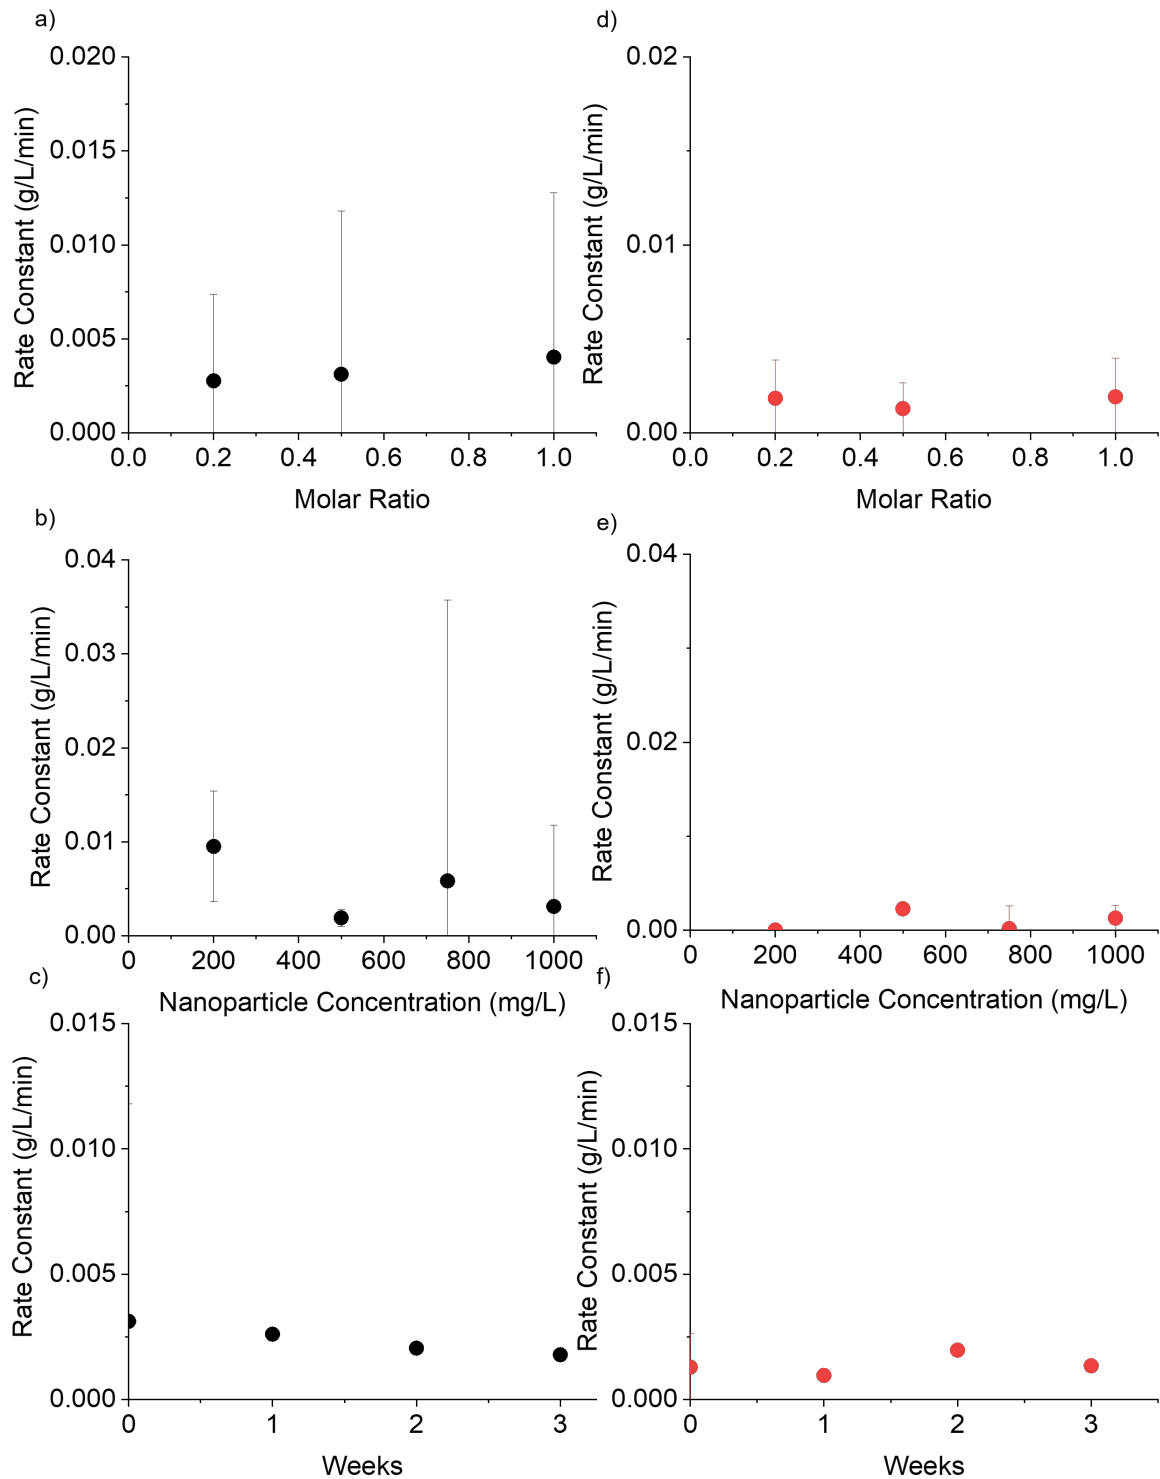 a)
0.020
0.015
0.010
0.005
0.000
Rate Constant (g/L/min)
0.0 0.2 0.4 0.6 0.8 1.0
Molar Ratio
d)
0.02
0.01
0.00
Rate Constant (g/L/min)
0.0 0.2 0.4 0.6 0.8 1.0
Molar Ratio
b)
0.04
0.03
0.02
0.01
0.00
Rate Constant (g/L/min)
0 200 400 600 800 1000
Nanoparticle Concentration (mg/L)
e)
0.04
0.02
0.00
Rate Constant (g/L/min)
0 200 400 600 800 1000
Nanoparticle Concentration (mg/L)
c)
0.015
0.010
0.005
0.000
Rate Constant (g/L/min)
0 1 2 3
Weeks
f)
0.015
0.010
0.005
0.000
Rate Constant (g/L/min)
0 1 2 3
Weeks